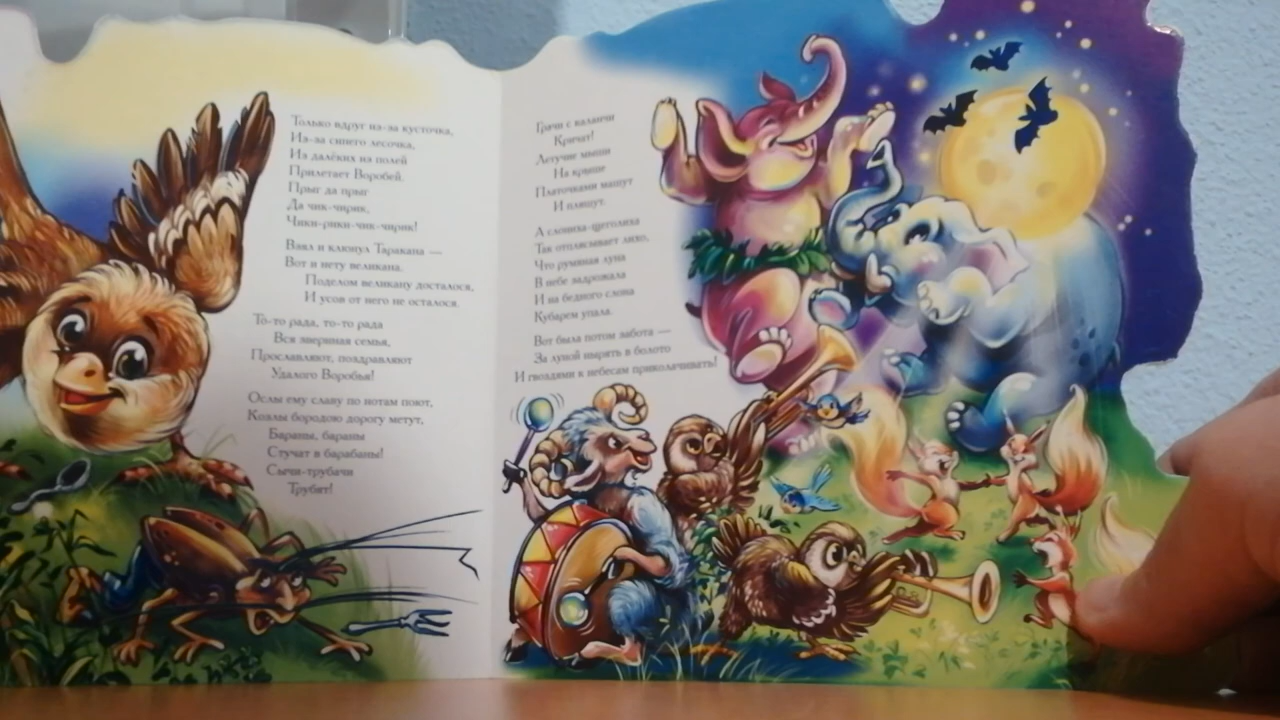 Только вдруг из-за кусточка,
Из-за синего лесочка,
Из далёких из полей
Прилетает Воробей.
Прыг да прыг
Да чик-чирик,
Чики-рики-чик-чирик!
Взял и клюнул Таракана —
Вот и нету великана.
Поделом великану досталося,
И усов от него не осталося.
То-то рада, то-то рада
Вся звериная семья,
Прославляют, поздравляют
Удалого Воробья!
Ослы ему славу по нотам поют,
Козлы бородою дорогу метут,
Бараны, бараны
Стучат в барабаны!
Сычи-трубачи
Трубят!
Грачи с каланчи
Кричат!
Летучие мыши
На крыше
Платочками машут
И пляшут.
А слониха-щеголиха
Так отплясывает лихо,
Что румяная луна
В небе задрожала
И на бедного слона
Кубарем упала.
Вот была потом забота —
За луной нырять в болото
И гвоздями к небесам приколачивать!